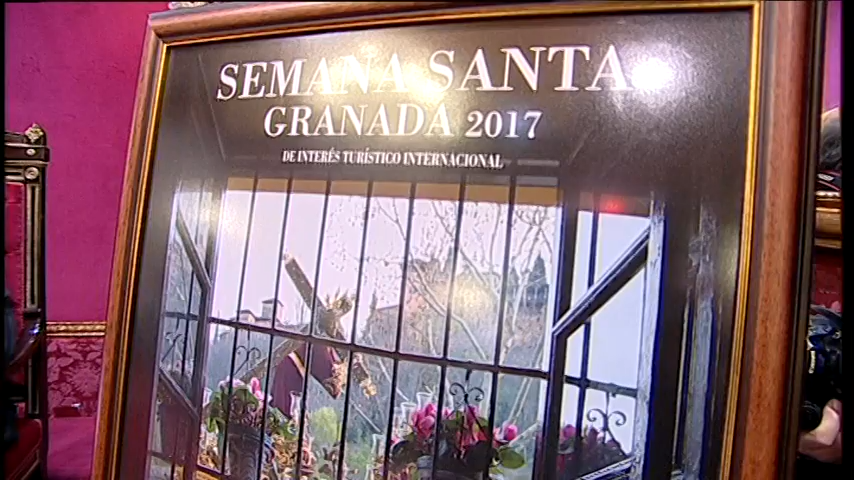 SEMANA SANTA
GRANADA 2017
DE INTERÉS TURÍSTICO INTERNACIONAL